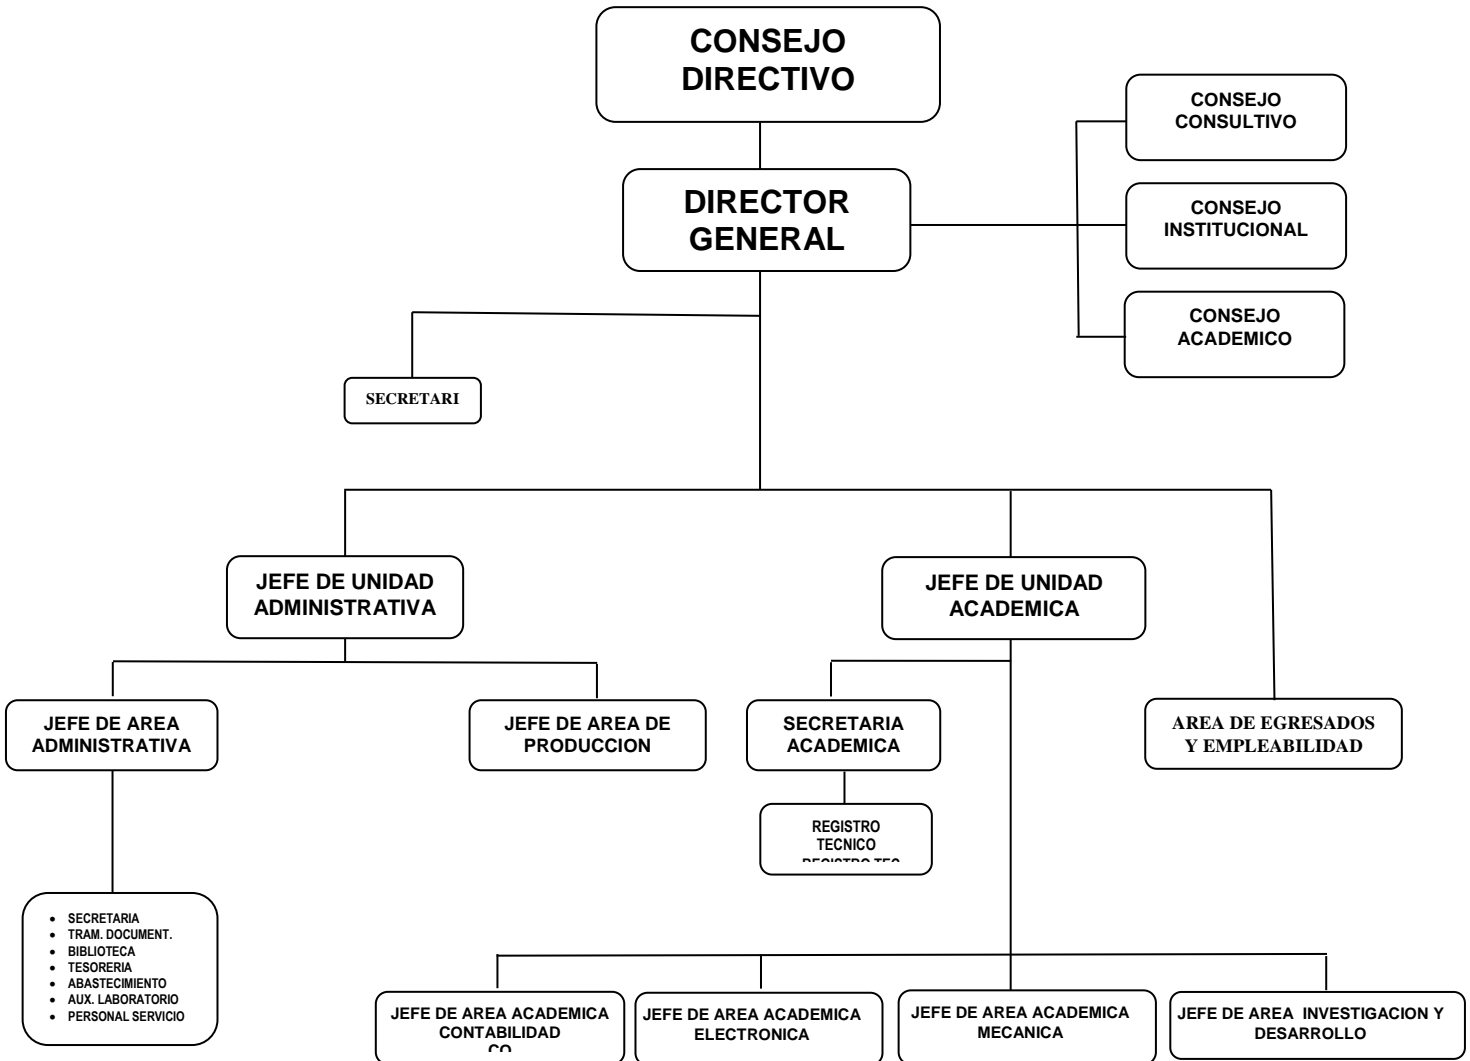 CONSEJO
DIRECTIVO
CONSEJO
CONSULTIVO
DIRECTOR
GENERAL
CONSEJO
INSTITUCIONAL
CONSEJO
ACADEMICO
SECRETARI
JEFE DE UNIDAD
ADMINISTRATIVA
JEFE DE UNIDAD
ACADEMICA
JEFE DE AREA
ADMINISTRATIVA
JEFE DE AREA DE
PRODUCCION
SECRETARIA
ACADEMICA
AREA DE EGRESADOS
Y EMPLEABILIDAD
REGISTRO
TECNICO
REGISTRO TEC
• SECRETARIA
• TRAM. DOCUMENT.
• BIBLIOTECA
• TESORERIA
• ABASTECIMIENTO
• AUX. LABORATORIO
• PERSONAL SERVICIO
JEFE DE AREA ACADEMICA
CONTABILIDAD
CO
JEFE DE AREA ACADEMICA
ELECTRONICA
JEFE DE AREA ACADEMICA
MECANICA
JEFE DE AREA INVESTIGACION Y
DESARROLLO